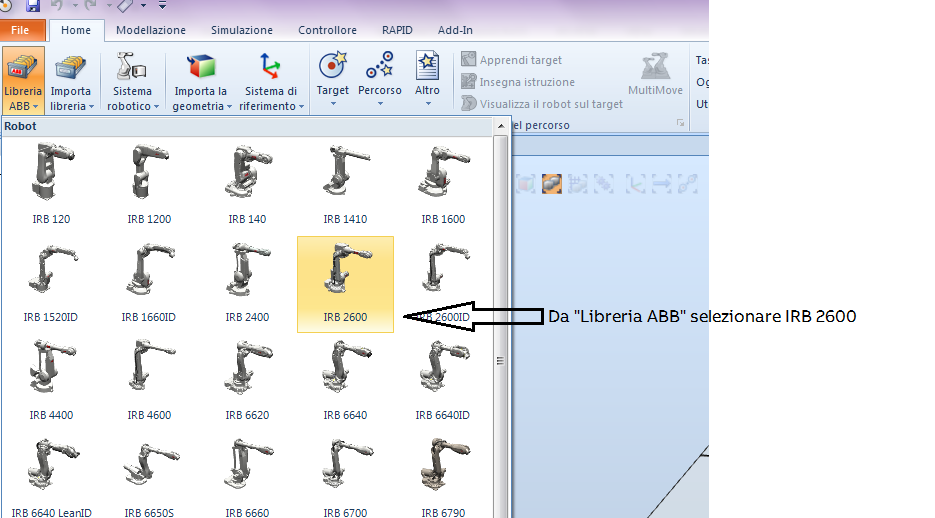 File Home Modellazione Simulazione Controllore RAPID Add-In
Libreria ABB
Importa libreria
Sistema robotico
Importa la geometria
Sistema di riferimento
Target
Percorso
Altro
Apprendi target
Insegna istruzione
Visualizza il robot sul target
MultiMove
el percorso
Robot
IRB 120 IRB 1200 IRB 140 IRB 1410 IRB 1600
IRB 1520ID IRB 1660ID IRB 2400 IRB 2600 IRB 2600ID
Da "Libreria ABB" selezionare IRB 2600
IRB 4400 IRB 4600 IRB 6620 IRB 6640 IRB 6640ID
IRB 6640 LeanID IRB 6650S IRB 6660 IRB 6700 IRB 6790